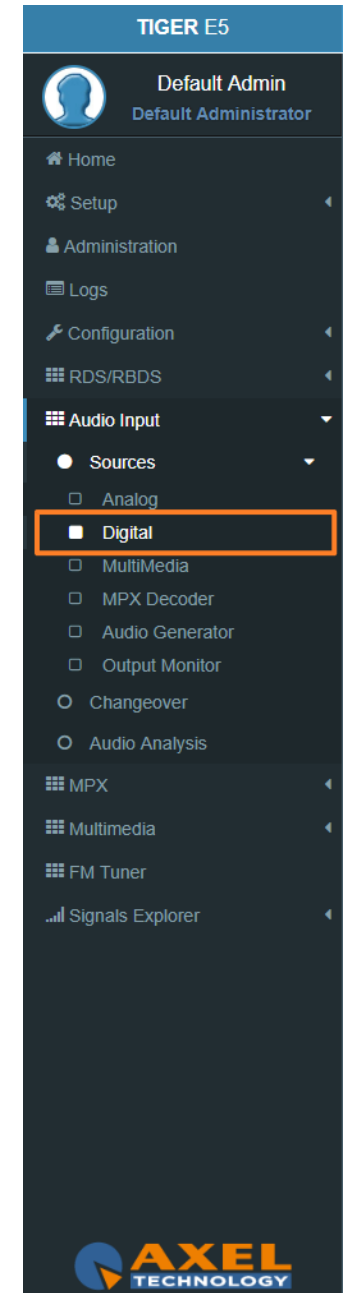 TIGER E5
Default Admin
Default Administrator
Home
Setup
Administration
Logs
Configuration
RDS/RBDS
Audio Input
Sources
Analog
Digital
MultiMedia
MPX Decoder
Audio Generator
Output Monitor
Changeover
Audio Analysis
MPX
Multimedia
FM Tuner
Signals Explorer
AXEL
TECHNOLOGY